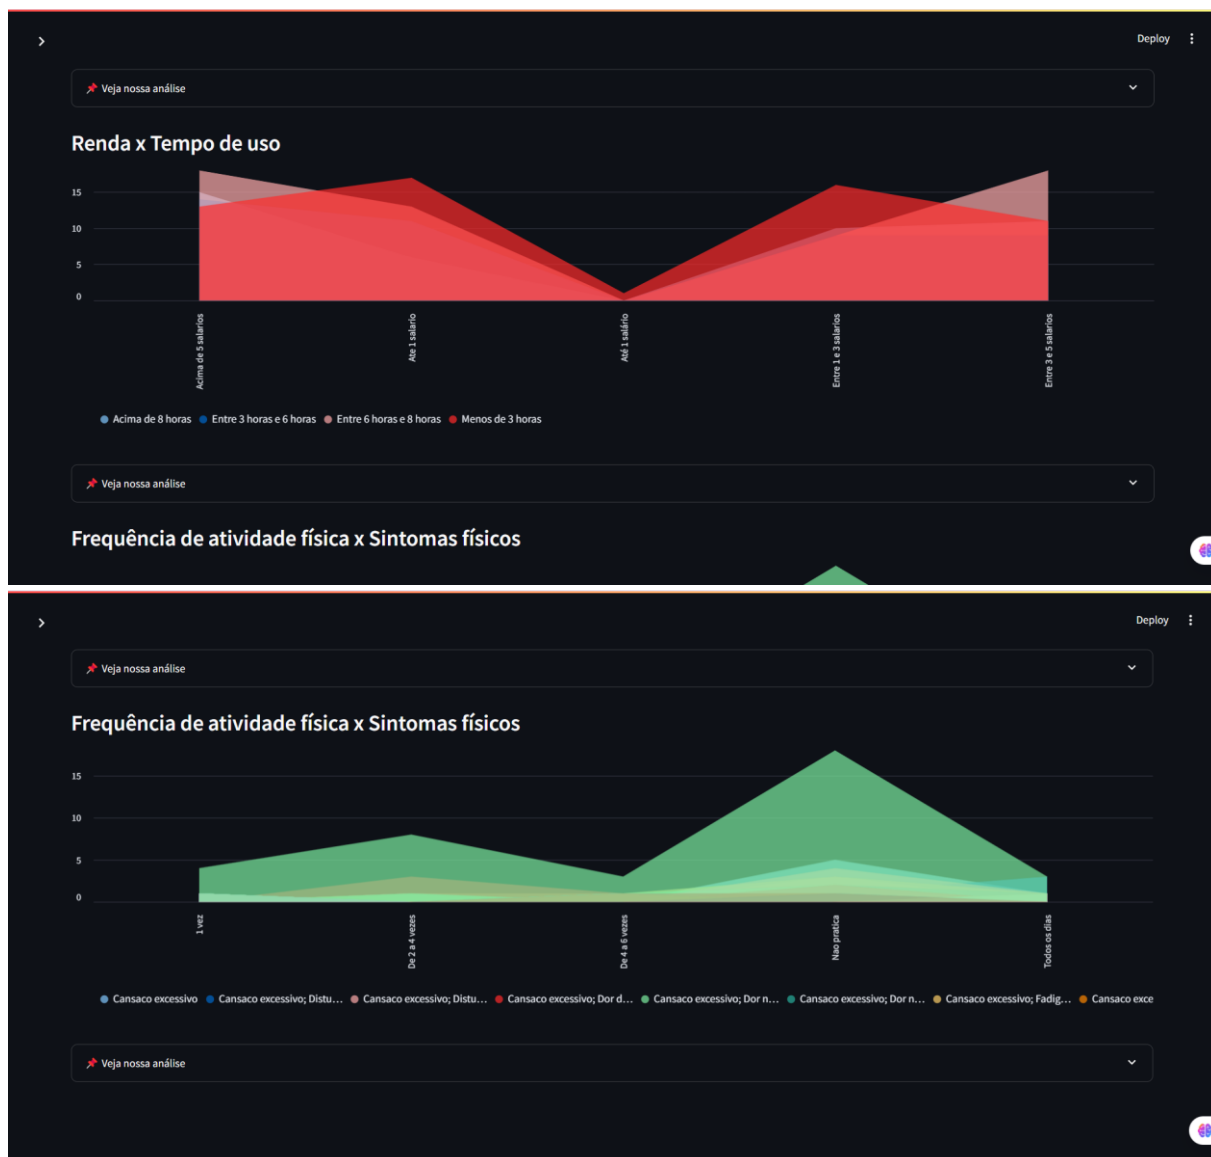 Deploy
Veja nossa análise
Renda x Tempo de uso
15
10
5
0
Acima de 5 salarios
Ate 1 salario
Até 1 salário
Entre 1 e 3 salarios
Entre 3 e 5 salarios
Acima de 8 horas Entre 3 horas e 6 horas Entre 6 horas e 8 horas Menos de 3 horas
Veja nossa análise
Frequência de atividade física x Sintomas físicos
Deploy
Veja nossa análise
Frequência de atividade física x Sintomas físicos
15
10
5
0
1 vez
De 2 a 4 vezes
De 4 a 6 vezes
Nao pratica
Todos os dias
Cansaco excessivo Cansaco excessivo; Distu... Cansaco excessivo; Distu... Cansaco excessivo; Dor d... Cansaco excessivo; Dor n... Cansaco excessivo; Dor n... Cansaco excessivo; Fadig... Cansaco exce
Veja nossa análise